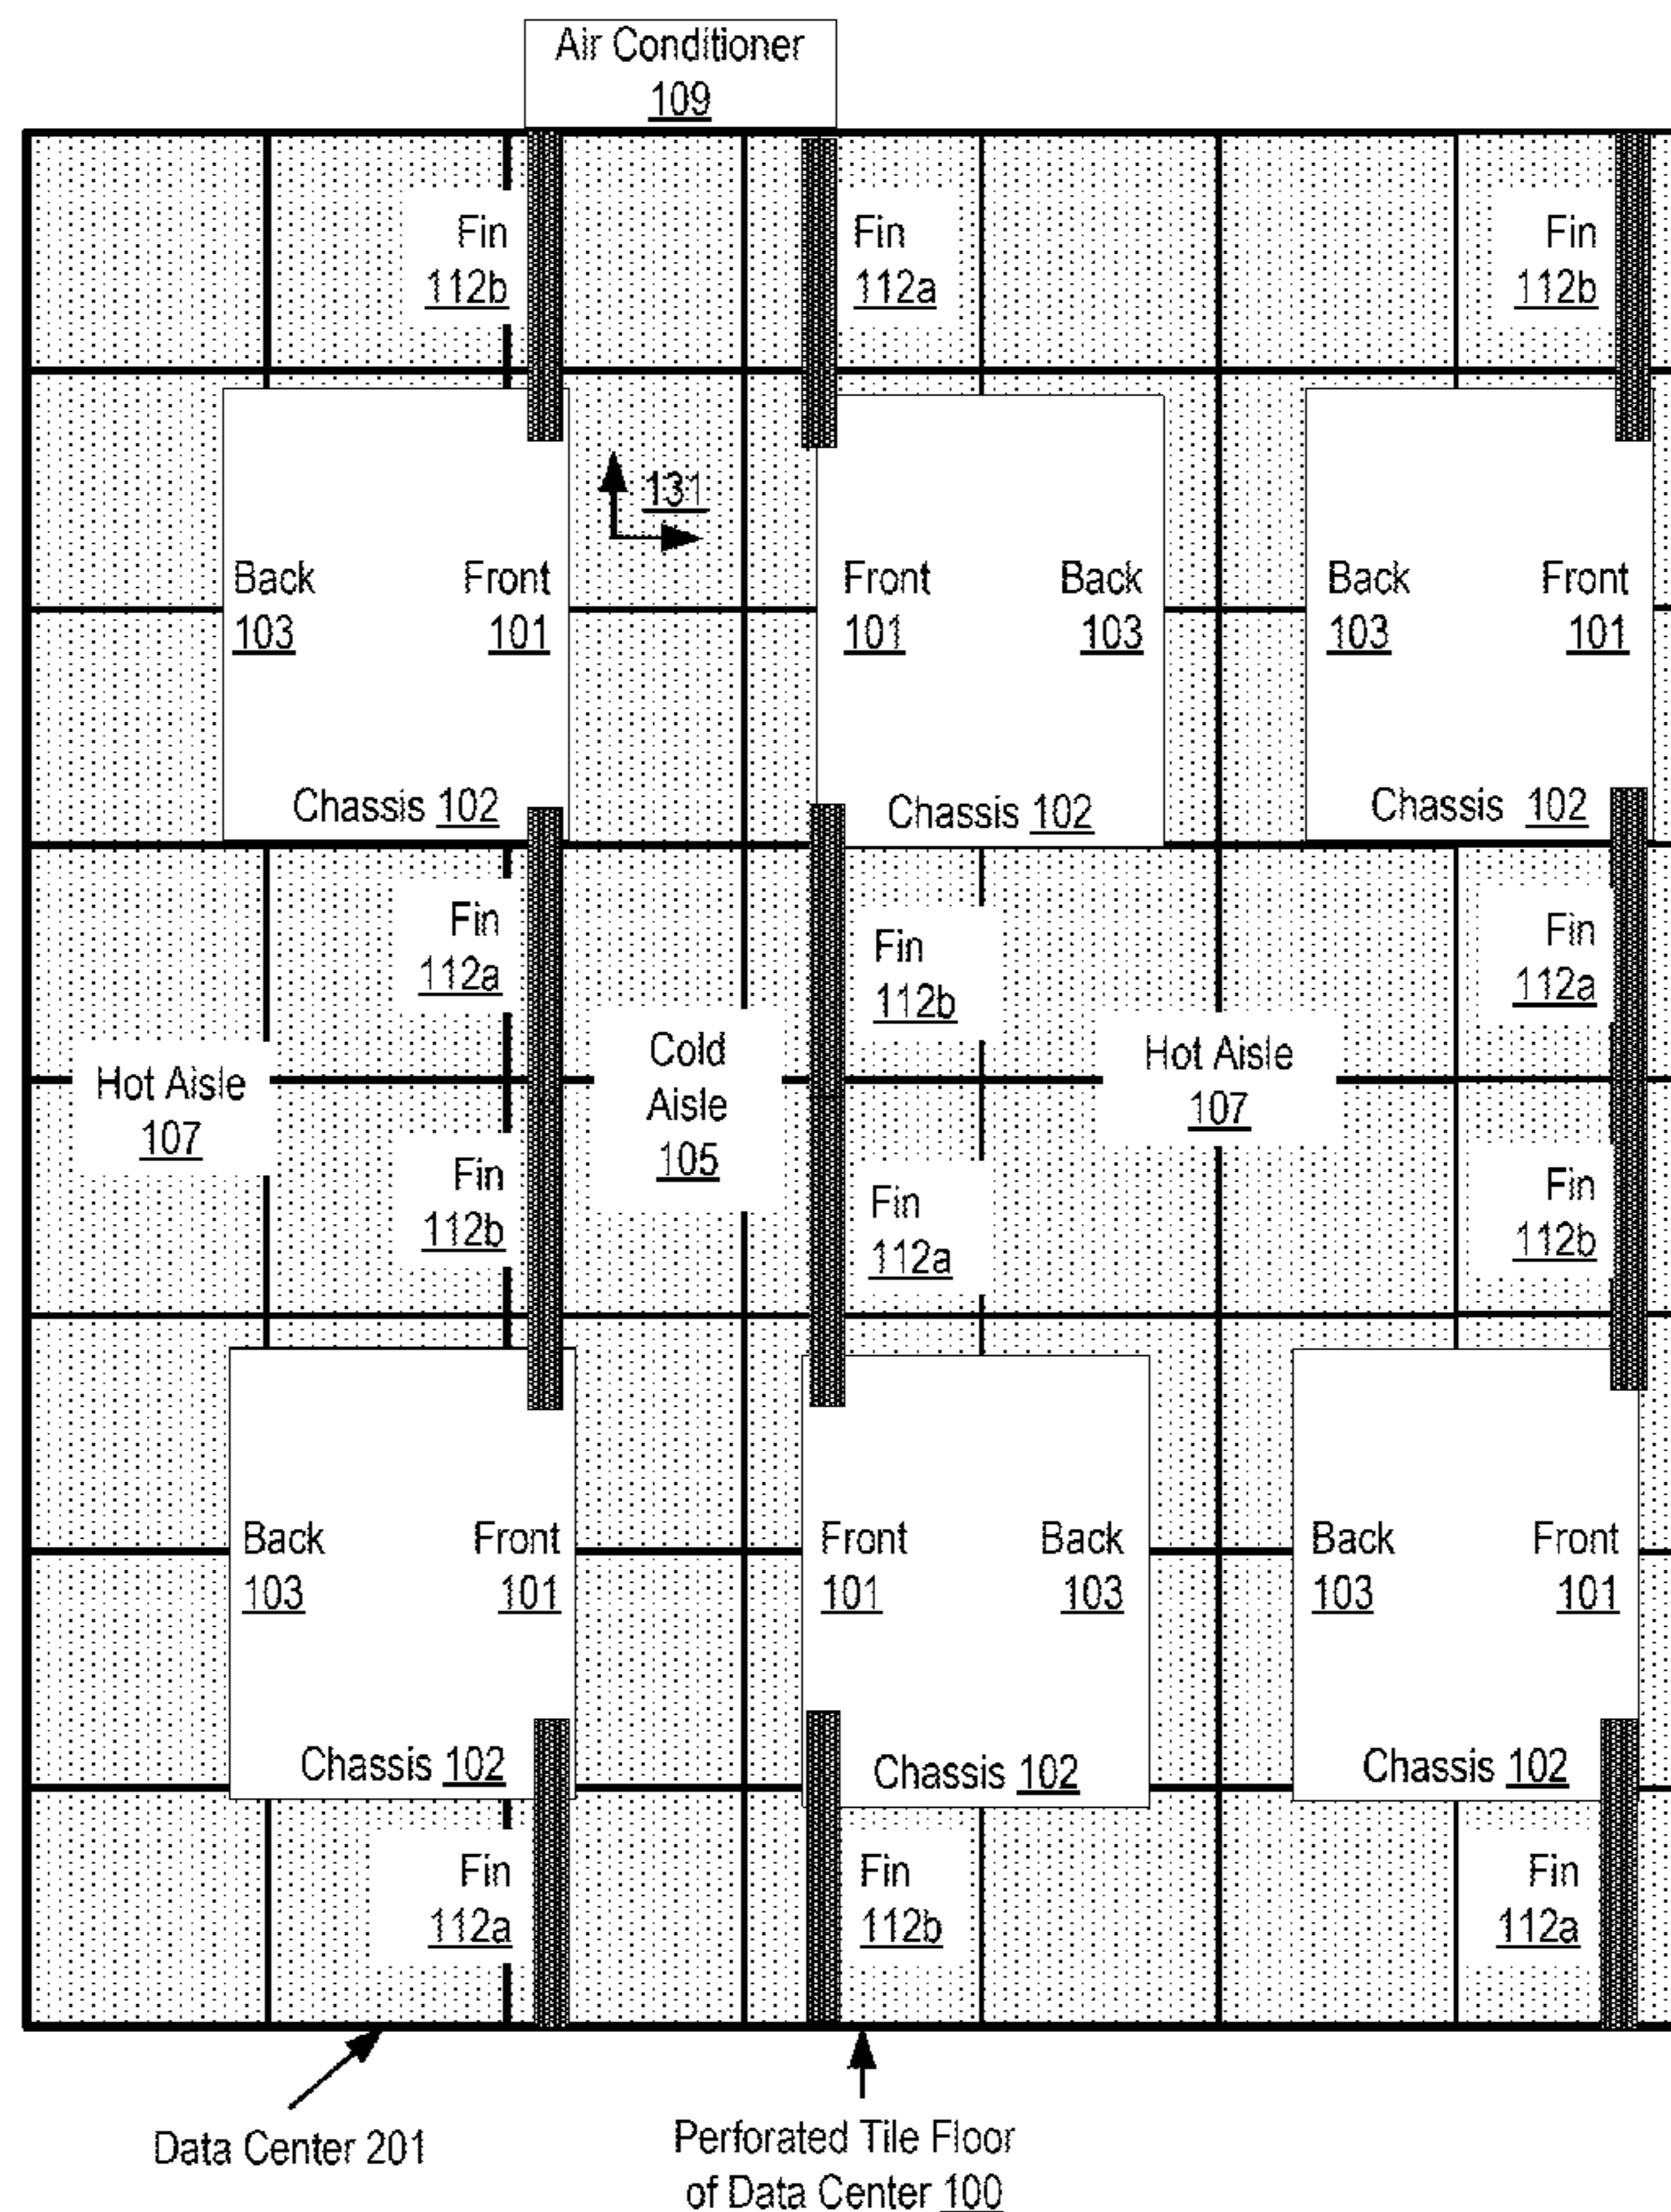 Air Conditioner
109
Fin
112b
Fin
112a
Fin
112b
131
Back
103
Front
101
Front
101
Back
103
Back
103
Front
101
Chassis 102
Chassis 102
Chassis 102
Fin
112a
Fin
112b
Fin
112a
Hot Aisle
107
Cold
Aisle
105
Hot Aisle
107
Fin
112b
Fin
112a
Fin
112b
Back
103
Front
101
Front
101
Back
103
Back
103
Front
101
Chassis 102
Chassis 102
Chassis 102
Fin
112a
Fin
112b
Fin
112a
Data Center 201
Perforated Tile Floor
of Data Center 100